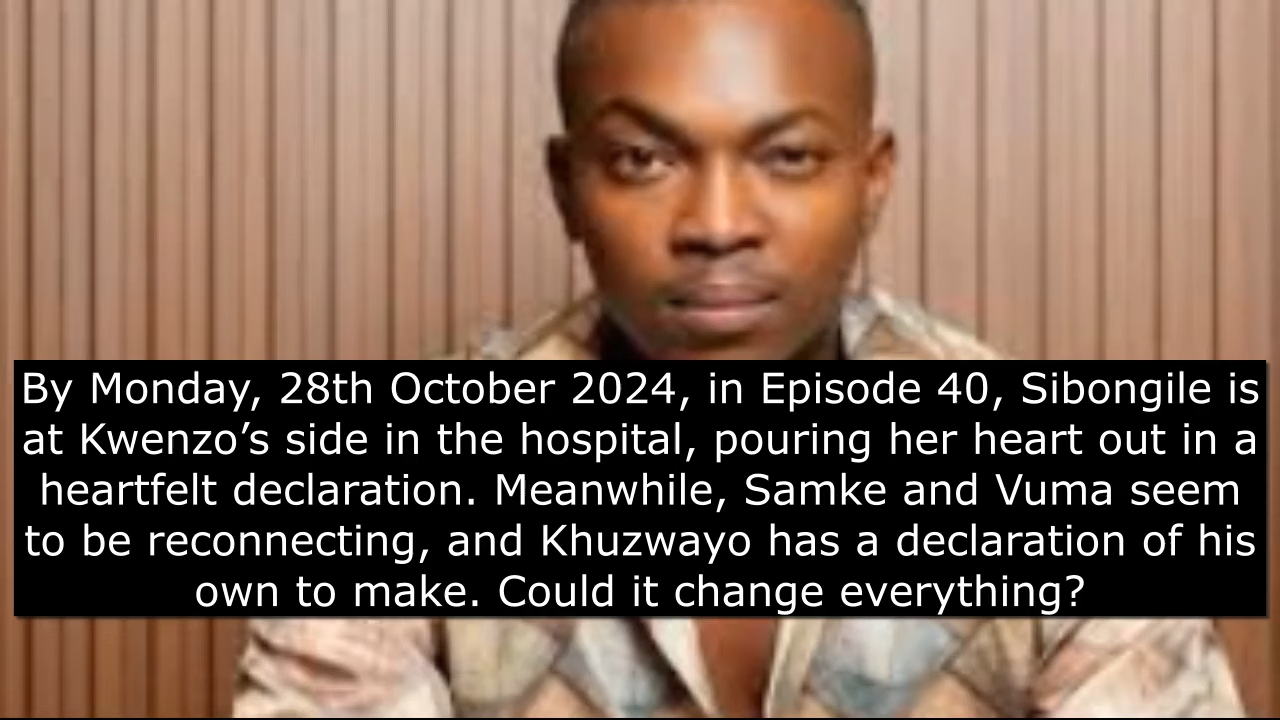 By Monday, 28th October 2024, in Episode 40, Sibongile is
at Kwenzo’s side in the hospital, pouring her heart out in a
heartfelt declaration. Meanwhile, Samke and Vuma seem
to be reconnecting, and Khuzwayo has a declaration of his
own to make. Could it change everything?